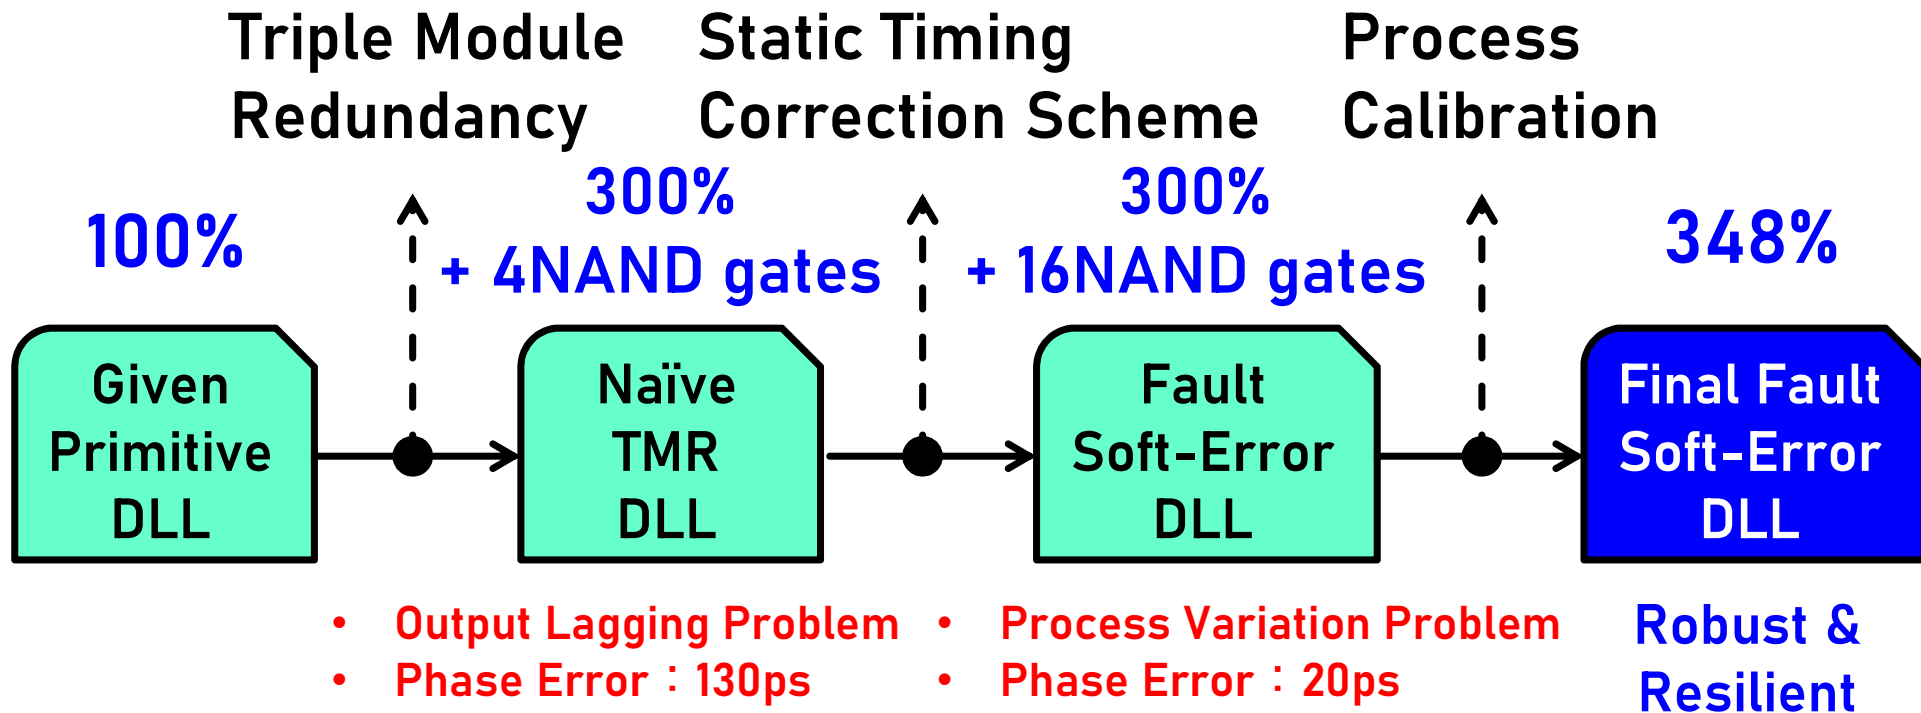 Triple Module
Redundancy
Static Timing
Correction Scheme
Process
Calibration
100%
300%
+ 4NAND gates
300%
+ 16NAND gates
348%
Given
Primitive
DLL
Naïve
TMR
DLL
Fault
Soft-Error
DLL
Final Fault
Soft-Error
DLL
• Output Lagging Problem
• Phase Error : 130ps
• Process Variation Problem
• Phase Error : 20ps
Robust &
Resilient